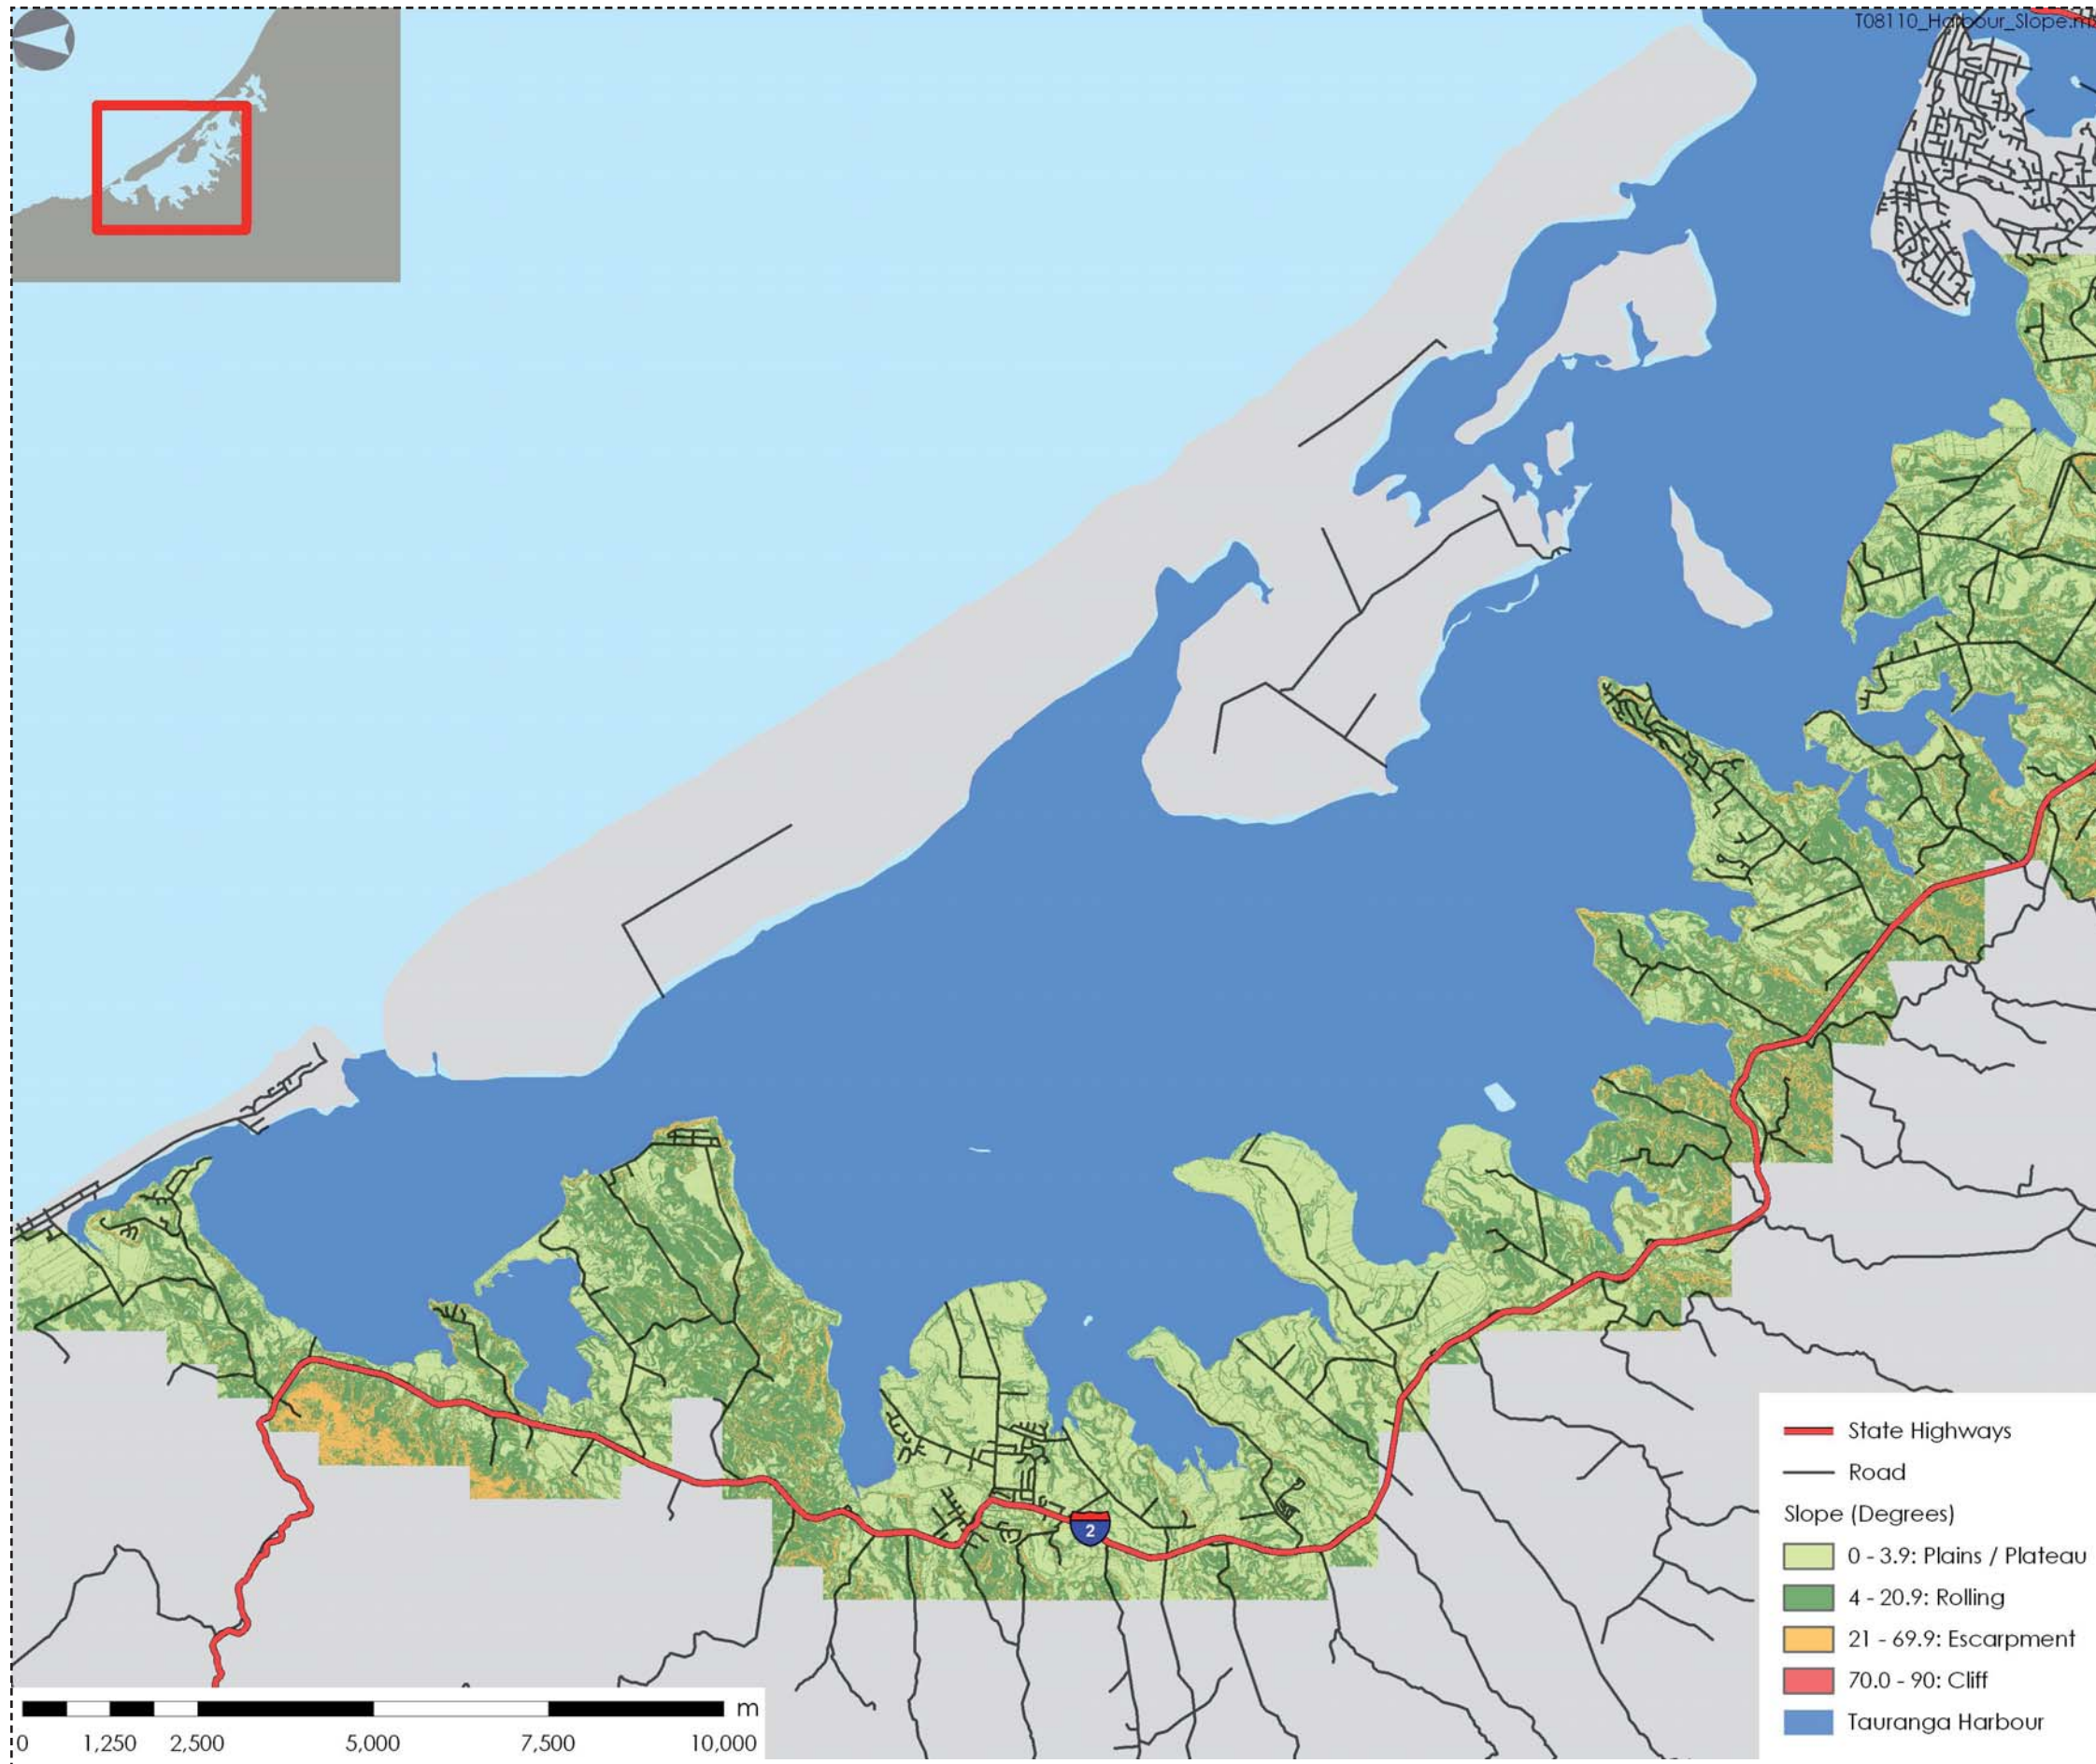 T08110_Harbour_Slope.m
2
State Highways
Road
Slope (Degrees)
0 - 3.9: Plains / Plateau
4 - 20.9: Rolling
21 - 69.9: Escarpment
70.0 - 90: Cliff
Tauranga Harbour
m
0 1,250 2,500 5,000 7,500 10,000